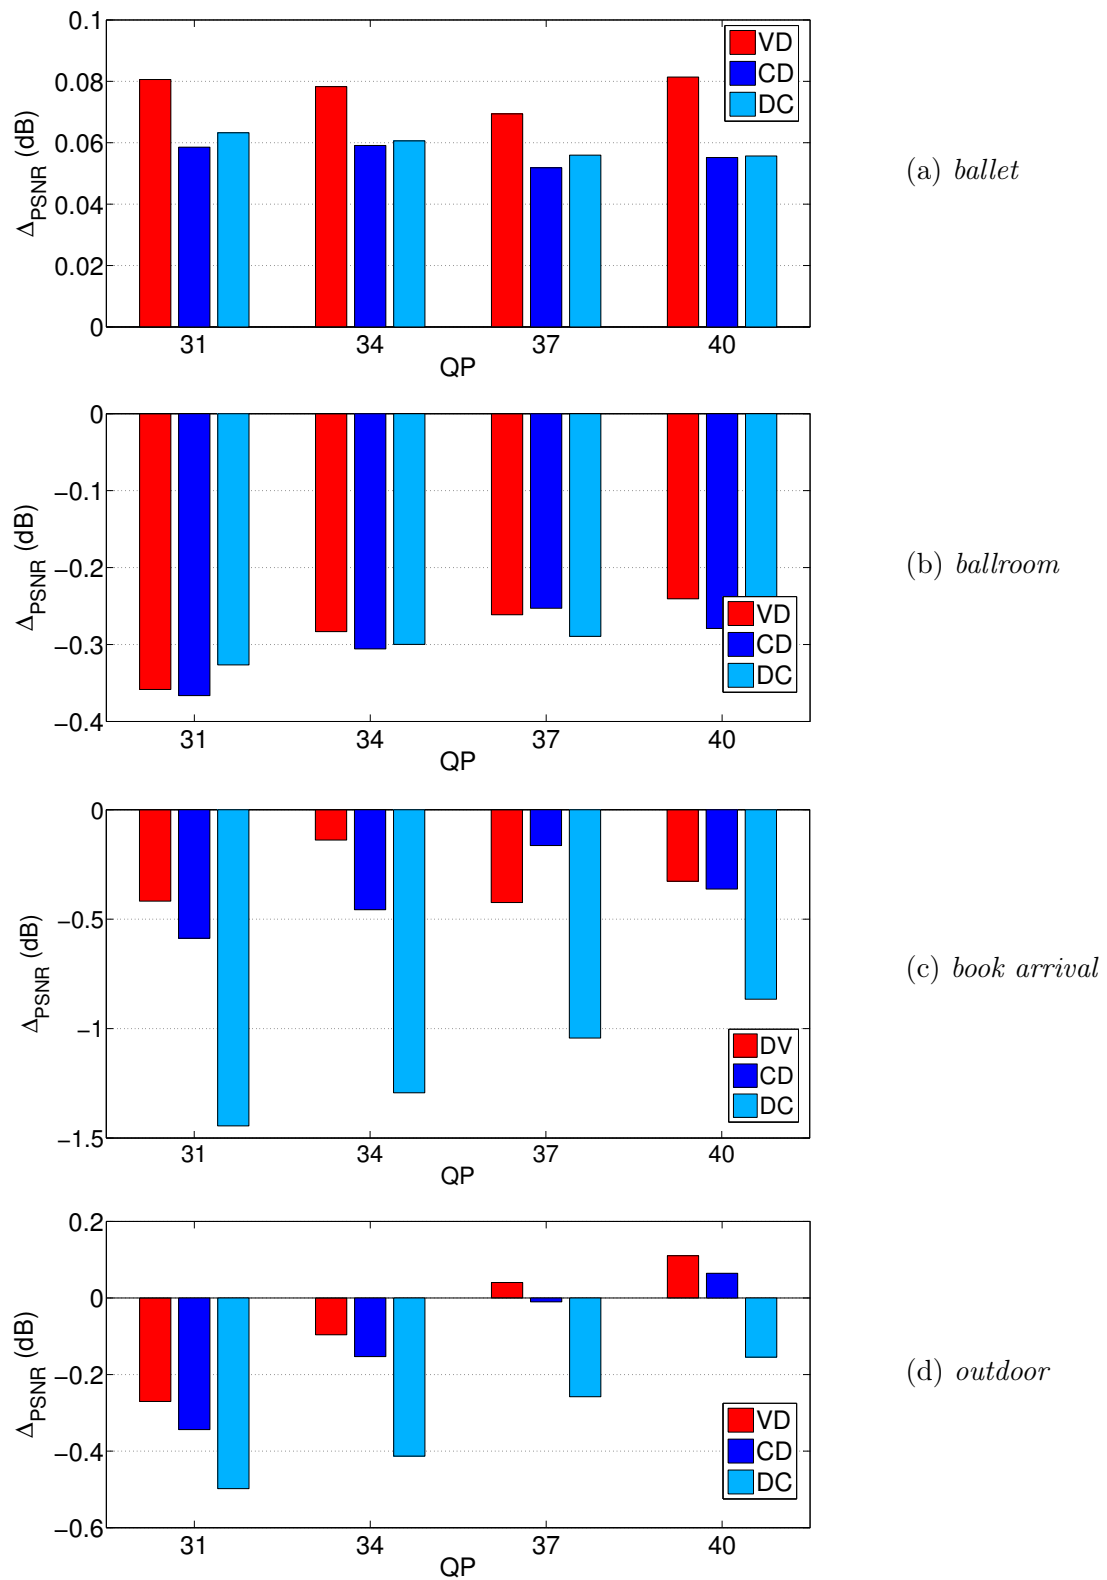 0.1
0.08
0.06
0.04
0.02
0
ΔPSNR (dB)
VD
CD
DC
31 34 37 40
QP
(a) ballet
0
−0.1
−0.2
−0.3
−0.4
ΔPSNR (dB)
VD
CD
DC
31 34 37 40
QP
(b) ballroom
0
−0.5
−1
−1.5
ΔPSNR (dB)
DV
CD
DC
31 34 37 40
QP
(c) book arrival
0.2
0
−0.2
−0.4
−0.6
ΔPSNR (dB)
VD
CD
DC
31 34 37 40
QP
(d) outdoor